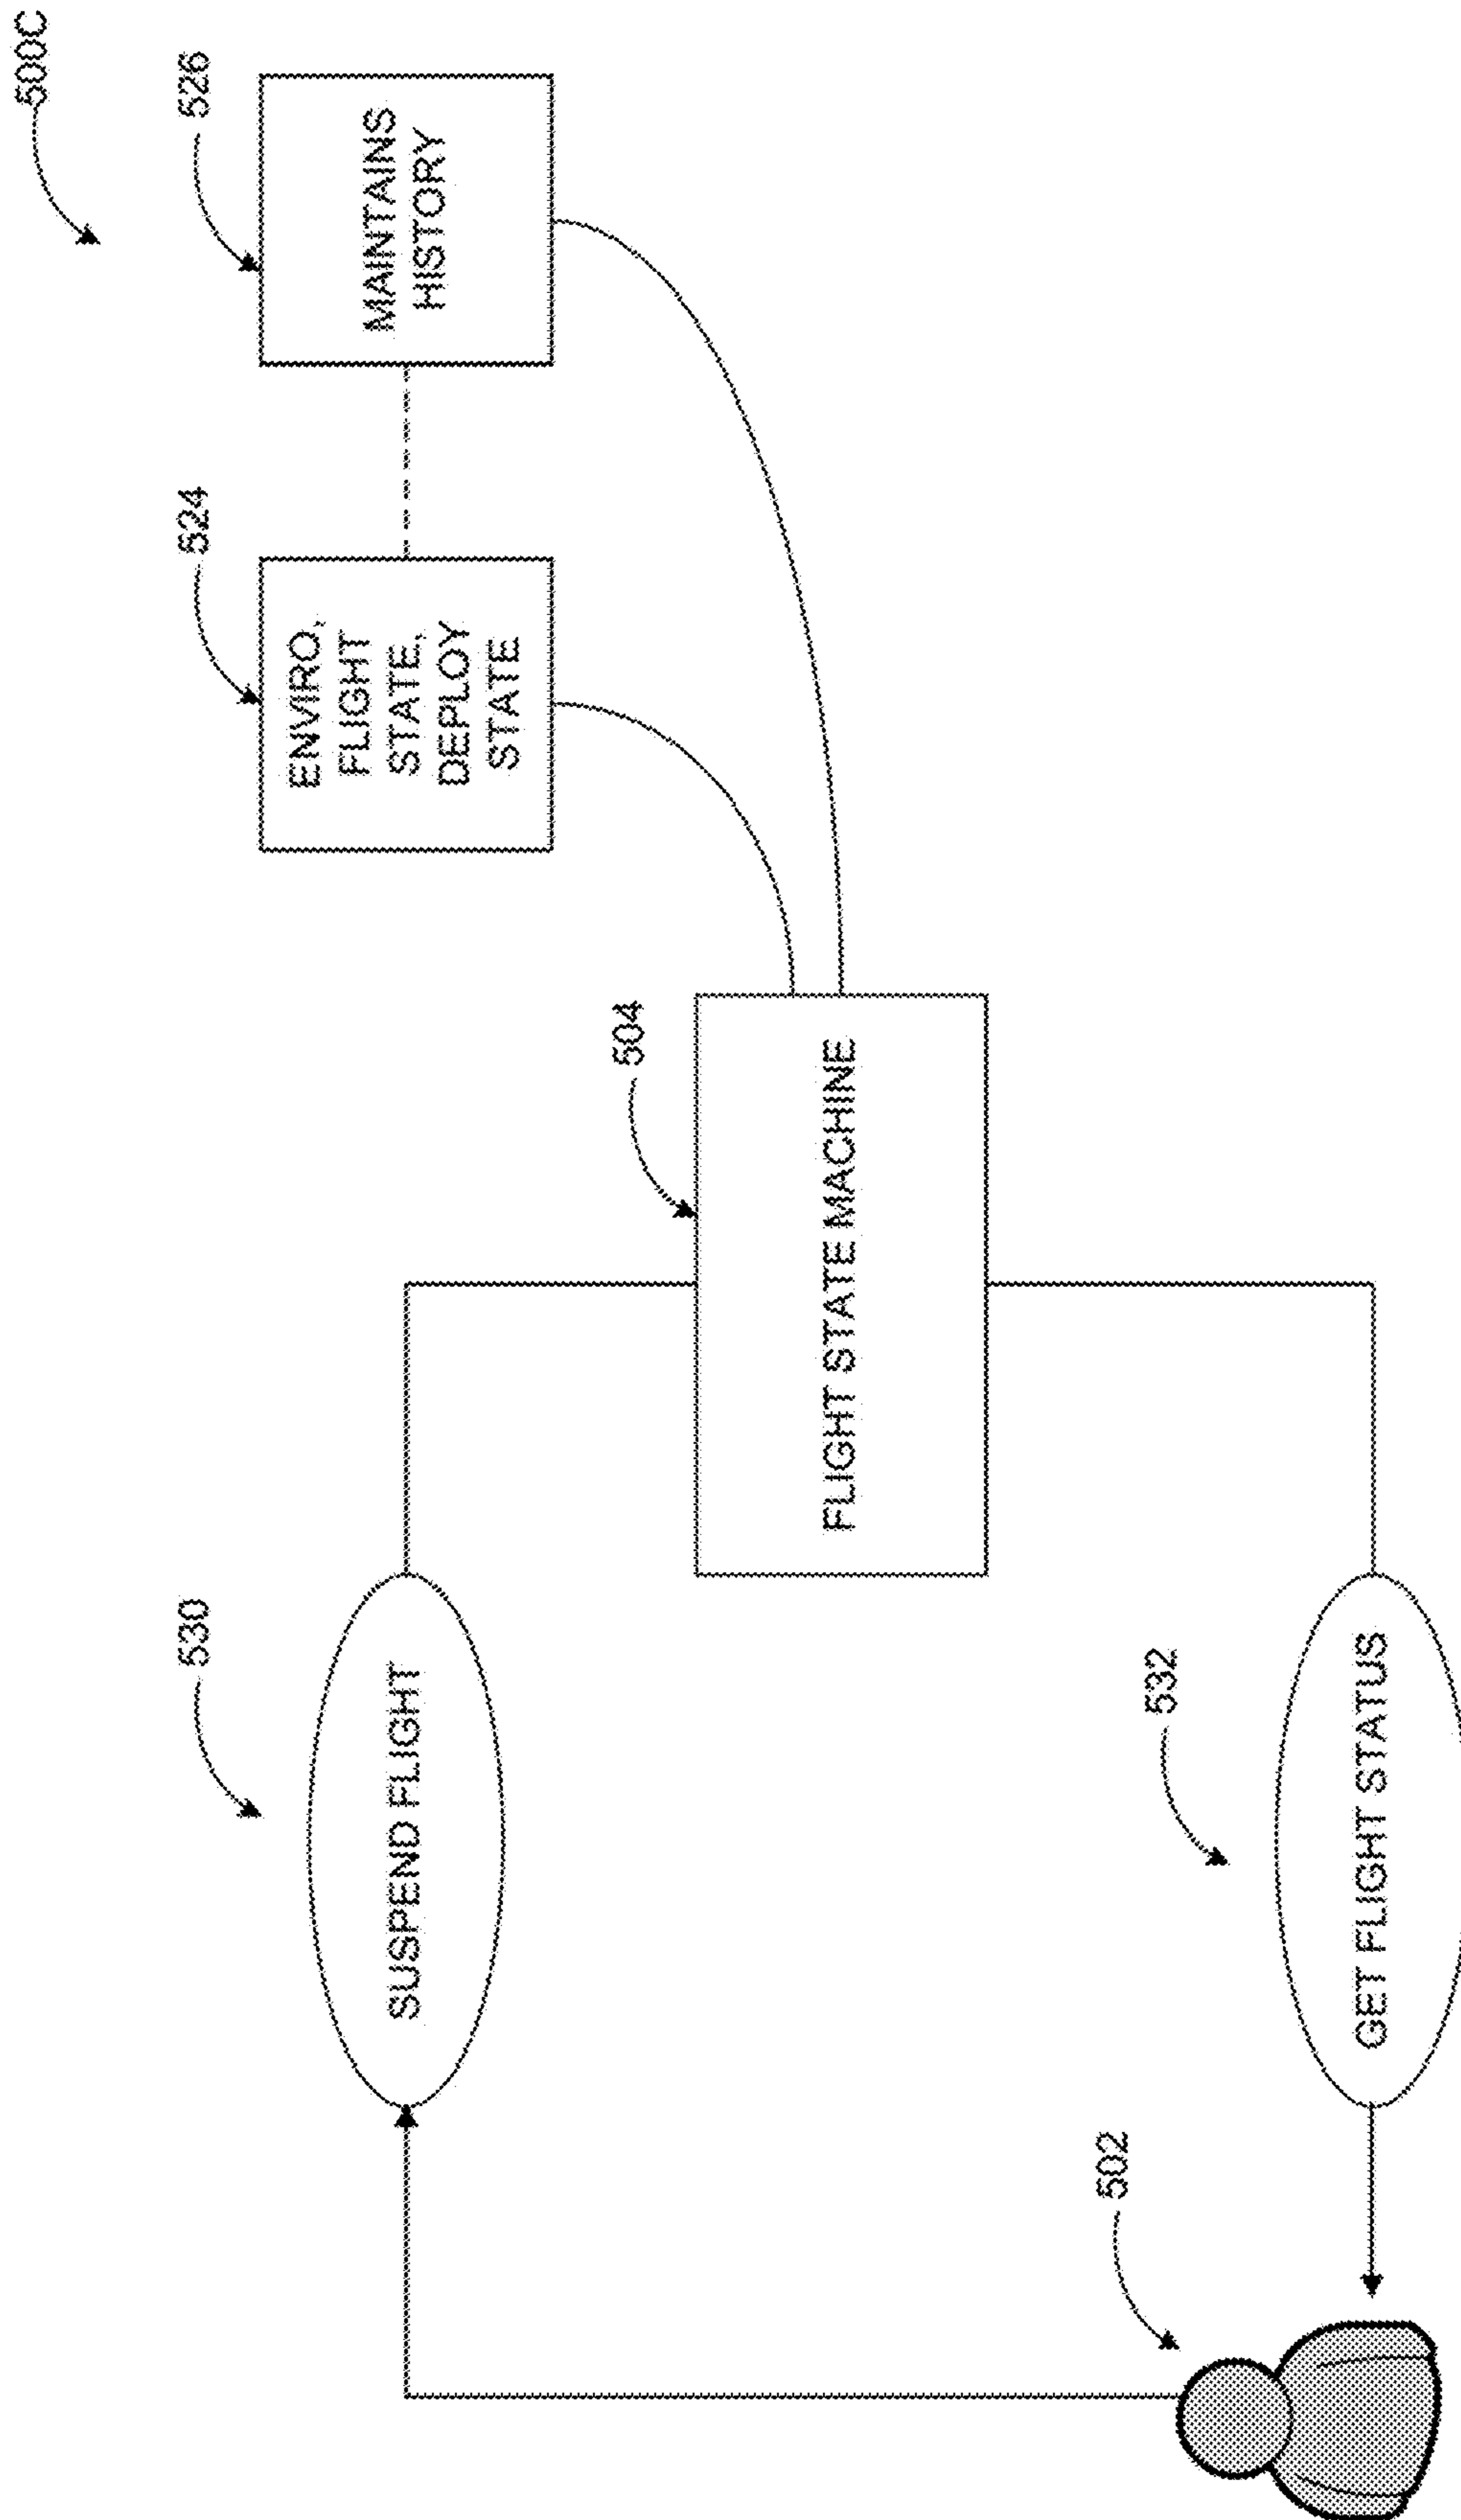 500C
530
SUSPEND FLIGHT
524
ENVIRO,
FLIGHT
STATE,
DEPLOY
STATE
526
MAINTAINS
HISTORY
504
FLIGHT STATE MACHINE
502
532
GET FLIGHT STATUS